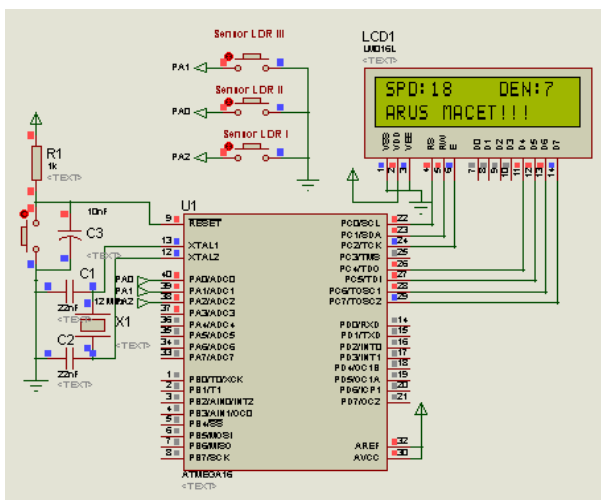 Sensor LDR III
PA1
Sensor LDR II
PA0
Sensor LDR I
PA2
LCD1
LM016L
<TEXT>
SPD:18 DEN:7
ARUS MACET!!!
VSS VDD VEE RS RW E D0 D1 D2 D3 D4 D5 D6 D7
1 2 3 4 5 6 7 8 9 10 11 12 13 14
R1
1k
<TEXT>
10nF
C3
<TEXT>
C1
22nF
<TEXT>
X1
<TEXT>
C2
22nF
<TEXT>
PA0
PA1
PA2
U1
9 RESET
13 XTAL1
12 XTAL2
40 PA0/ADC0
39 PA1/ADC1
38 PA2/ADC2
37 PA3/ADC3
36 PA4/ADC4
35 PA5/ADC5
34 PA6/ADC6
33 PA7/ADC7
1 PB0/T0/XCK
2 PB1/T1
3 PB2/AIN0/INT2
4 PB3/AIN1/OC0
5 PB4/SS
6 PB5/MOSI
7 PB6/MISO
8 PB7/SCK
PC0/SCL 22
PC1/SDA 23
PC2/TCK 24
PC3/TMS 25
PC4/TDO 26
PC5/TDI 27
PC6/TOSC1 28
PC7/TOSC2 29
PD0/RXD 14
PD1/TXD 15
PD2/INT0 16
PD3/INT1 17
PD4/OC1B 18
PD5/OC1A 19
PD6/ICP1 20
PD7/OC2 21
AREF 32
AVCC 30
ATMEGA16
<TEXT>